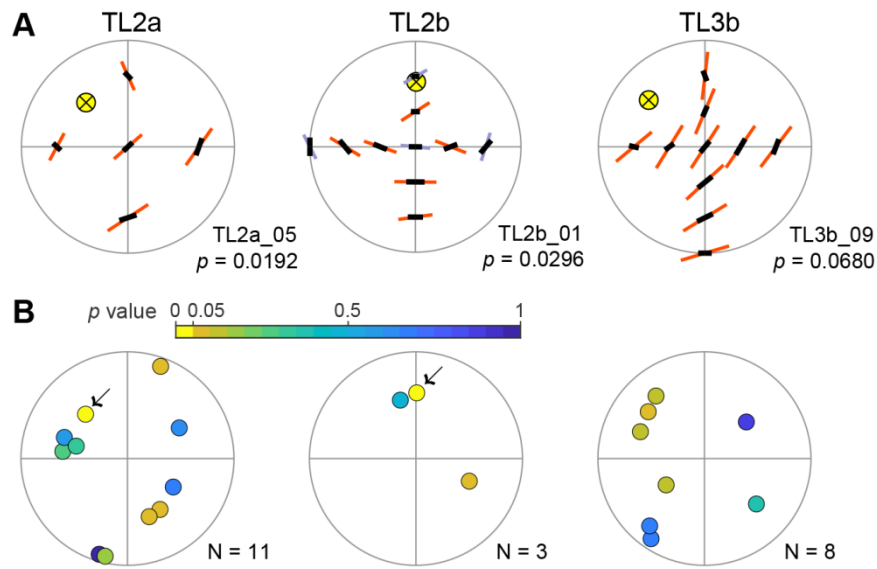 A
TL2a TL2b TL3b
TL2a_05
p = 0.0192
TL2b_01
p = 0.0296
TL3b_09
p = 0.0680
B
p value 0 0.05 0.5 1
N = 11 N = 3 N = 8